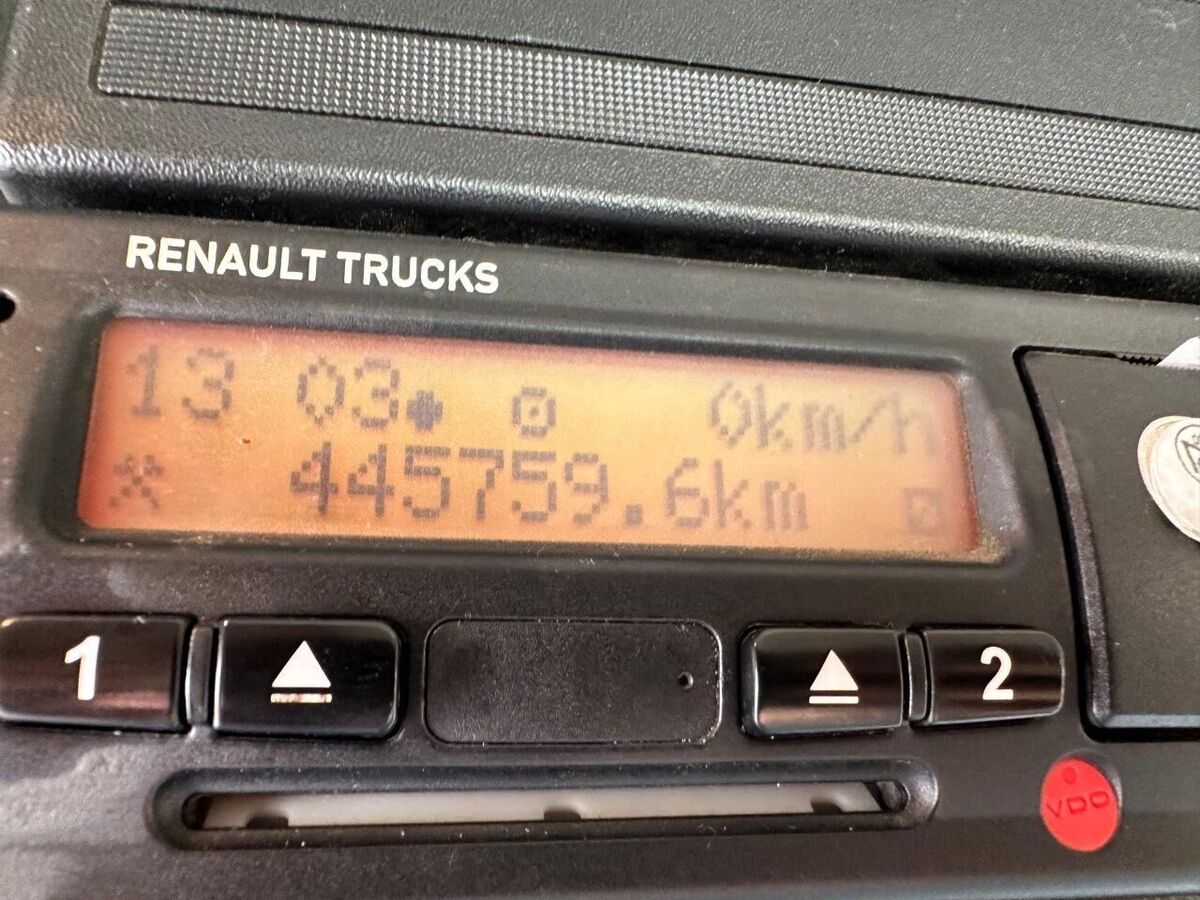 RENAULT TRUCKS
13 03 0km/h
445759.6km
1
2
VDO